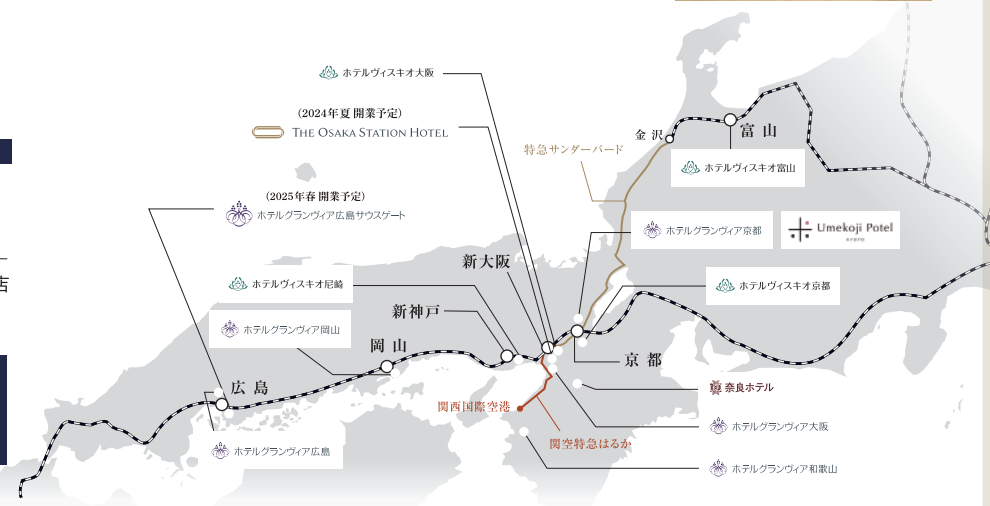 ホテルヴィスキオ大阪
（2024年夏 開業予定）
THE OSAKA STATION HOTEL
金沢
富山
特急サンダーバード
ホテルヴィスキオ富山
（2025年春 開業予定）
ホテルグランヴィア広島サウスゲート
ホテルグランヴィア京都
Umekoji Potel
店
新大阪
ホテルヴィスキオ尼崎
ホテルヴィスキオ京都
新神戸
ホテルグランヴィア岡山
岡山
京都
広島
奈良ホテル
関西国際空港
ホテルグランヴィア大阪
関空特急はるか
ホテルグランヴィア広島
ホテルグランヴィア和歌山